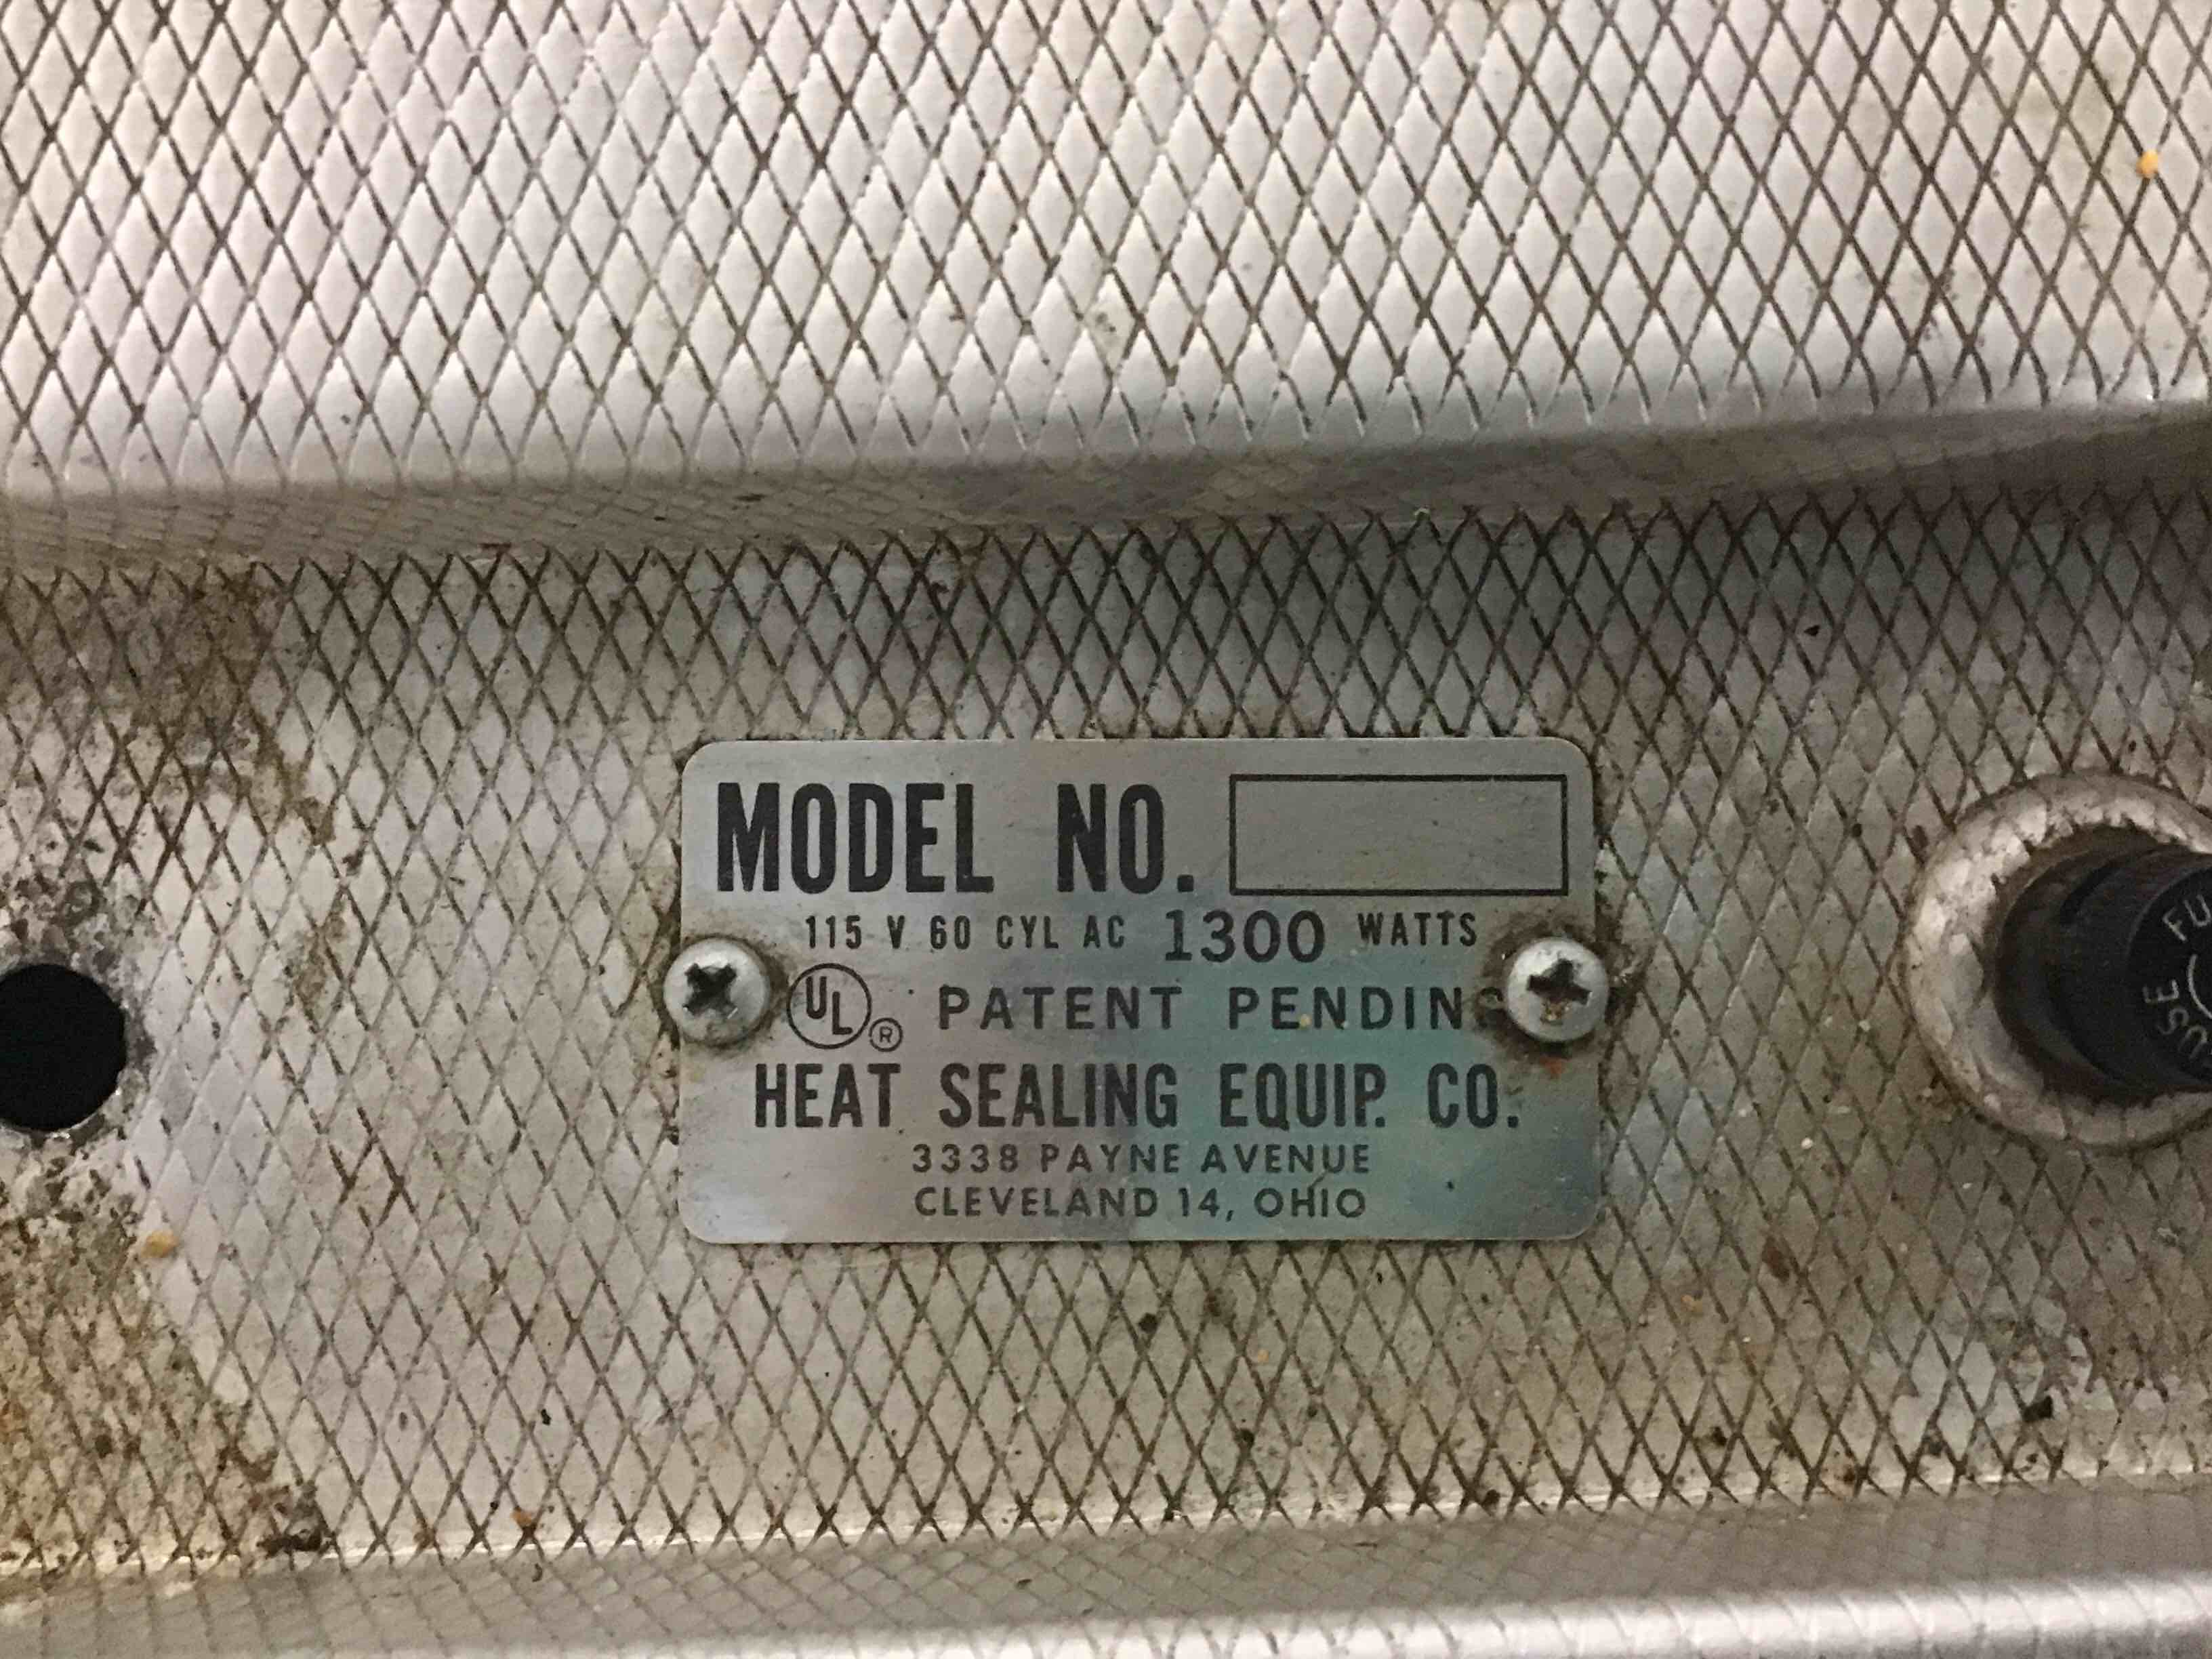 MODEL NO.
115 V 60 CYL AC 1300 WATTS
UL ® PATENT PENDING
HEAT SEALING EQUIP. CO.
3338 PAYNE AVENUE
CLEVELAND 14, OHIO
FUSE